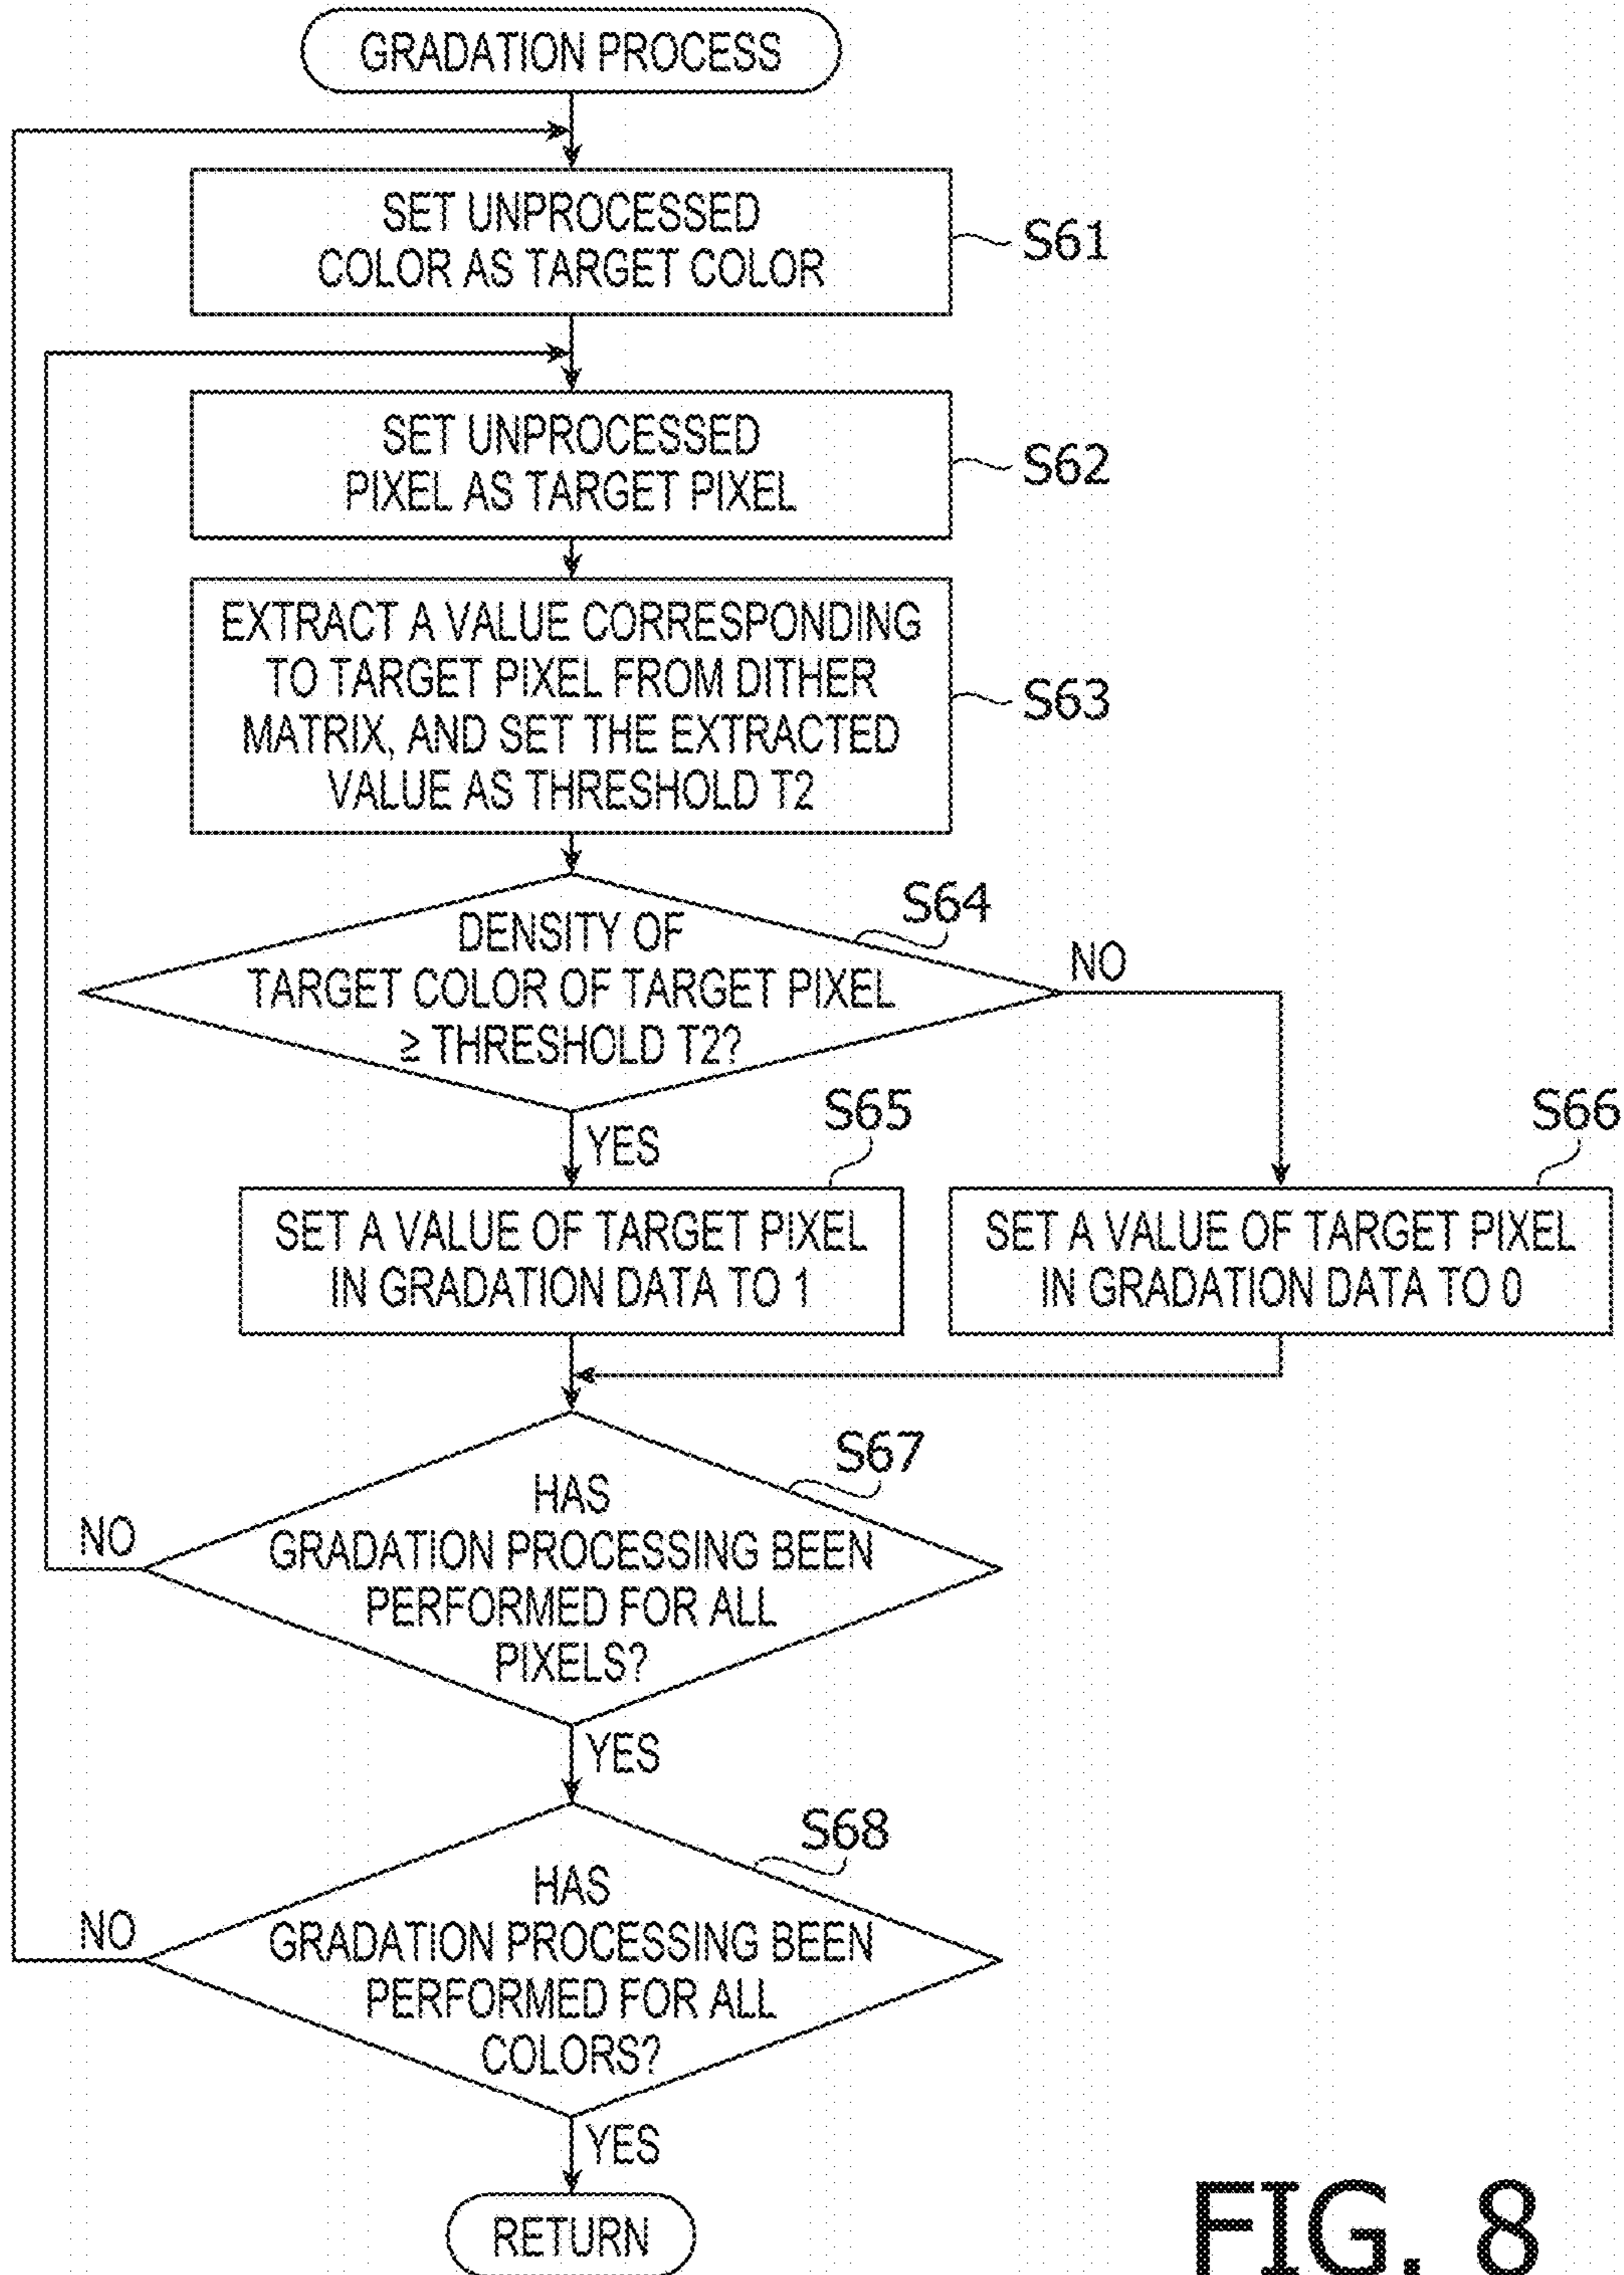 GRADATION PROCESS
SET UNPROCESSED
COLOR AS TARGET COLOR
S61
SET UNPROCESSED
PIXEL AS TARGET PIXEL
S62
EXTRACT A VALUE CORRESPONDING
TO TARGET PIXEL FROM DITHER
MATRIX, AND SET THE EXTRACTED
VALUE AS THRESHOLD T2
S63
S64
DENSITY OF
TARGET COLOR OF TARGET PIXEL
≥ THRESHOLD T2?
NO
YES
S65
SET A VALUE OF TARGET PIXEL
IN GRADATION DATA TO 1
S66
SET A VALUE OF TARGET PIXEL
IN GRADATION DATA TO 0
S67
HAS
GRADATION PROCESSING BEEN
PERFORMED FOR ALL
PIXELS?
NO
YES
S68
HAS
GRADATION PROCESSING BEEN
PERFORMED FOR ALL
COLORS?
NO
YES
RETURN
FIG. 8